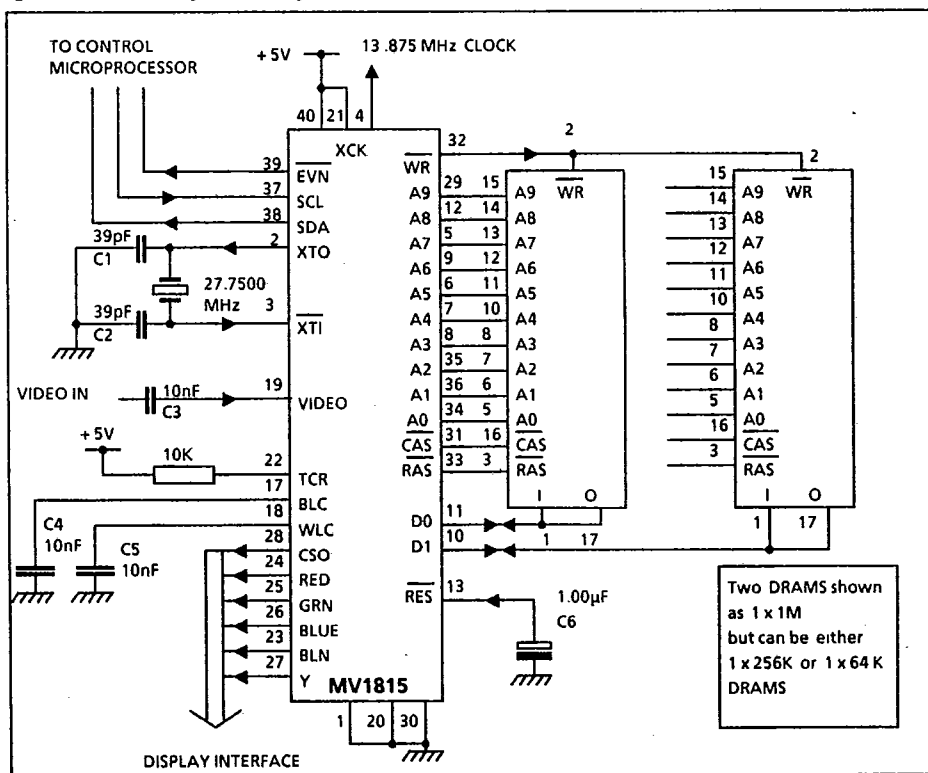 TO CONTROL
MICROPROCESSOR
+ 5V
13 .875 MHz CLOCK
40
21
4
XCK
39
EVN
37
SCL
38
SDA
2
XTO
39pF
C1
27.7500
MHz
39pF
C2
3
XTI
VIDEO IN
10nF
C3
19
VIDEO
+ 5V
10K
22
TCR
17
BLC
18
WLC
28
CSO
24
RED
25
GRN
26
BLUE
23
BLN
27
Y
C4
10nF
C5
10nF
DISPLAY INTERFACE
MV1815
1
20
30
WR
32
A9
29
15
A9
A8
12
14
A8
A7
5
13
A7
A6
9
12
A6
A5
6
11
A5
A4
7
10
A4
A3
8
8
A3
A2
35
7
A2
A1
36
6
A1
A0
34
5
A0
CAS
31
16
CAS
RAS
33
3
RAS
2
WR
I
O
1
17
D0
11
D1
10
RES
13
1.00µF
C6
2
WR
15
A9
14
A8
13
A7
12
A6
11
A5
10
A4
8
A3
7
A2
6
A1
5
A0
16
CAS
3
RAS
I
O
1
17
Two DRAMS shown
as 1 x 1M
but can be either
1 x 256K or 1 x 64 K
DRAMS